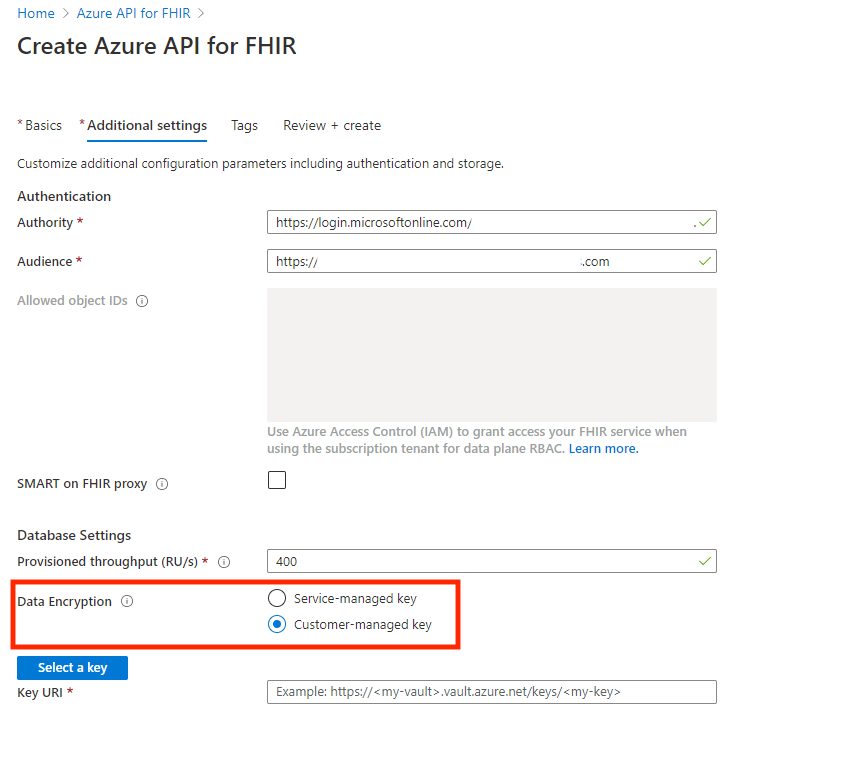 Home > Azure API for FHIR >
Create Azure API for FHIR
* Basics * Additional settings Tags Review + create
Customize additional configuration parameters including authentication and storage.
Authentication
Authority * https://login.microsoftonline.com/
Audience * https:// .com
Allowed object IDs
Use Azure Access Control (IAM) to grant access your FHIR service when
using the subscription tenant for data plane RBAC. Learn more.
SMART on FHIR proxy
Database Settings
Provisioned throughput (RU/s) * 400
Data Encryption
Service-managed key
Customer-managed key
Select a key
Key URI * Example: https://<my-vault>.vault.azure.net/keys/<my-key>